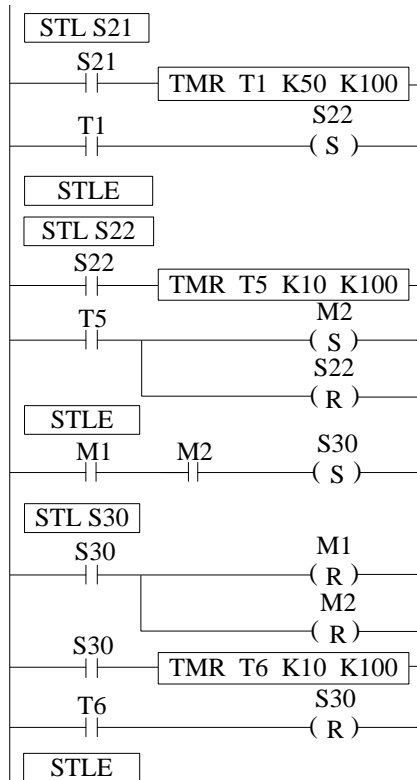 STL S21
S21
TMR T1 K50 K100
S22
T1
( S )
STLE
STL S22
S22
TMR T5 K10 K100
M2
T5
( S )
S22
( R )
STLE
M1 M2 S30
( S )
STL S30
S30 M1
( R )
M2
( R )
S30
TMR T6 K10 K100
S30
T6
( R )
STLE